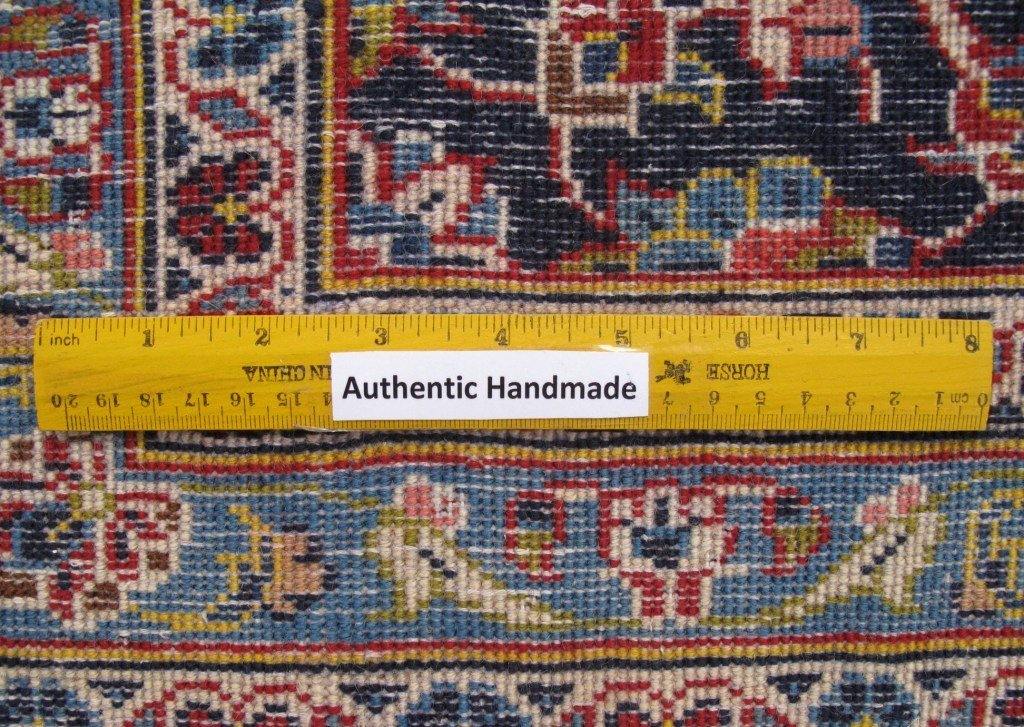 inch 1 2 3 4 5 6 7 8
IN CHINA HORSE
Authentic Handmade
20 19 18 17 16 15 14 7 6 5 4 3 2 1 cm 0